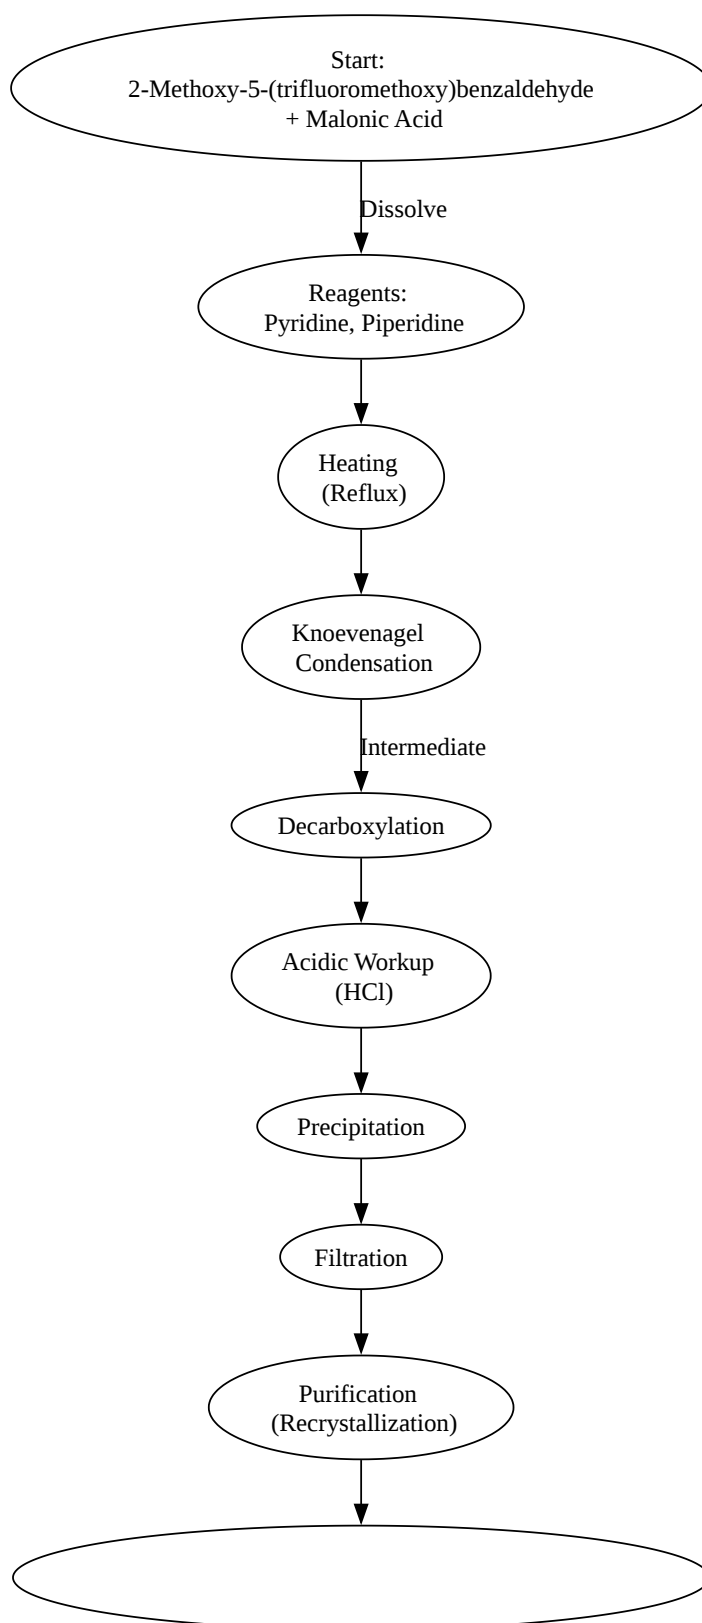 Start:
2-Methoxy-5-(trifluoromethoxy)benzaldehyde
+ Malonic Acid
Dissolve
Reagents:
Pyridine, Piperidine
Heating
(Reflux)
Knoevenagel
Condensation
Intermediate
Decarboxylation
Acidic Workup
(HCl)
Precipitation
Filtration
Purification
(Recrystallization)